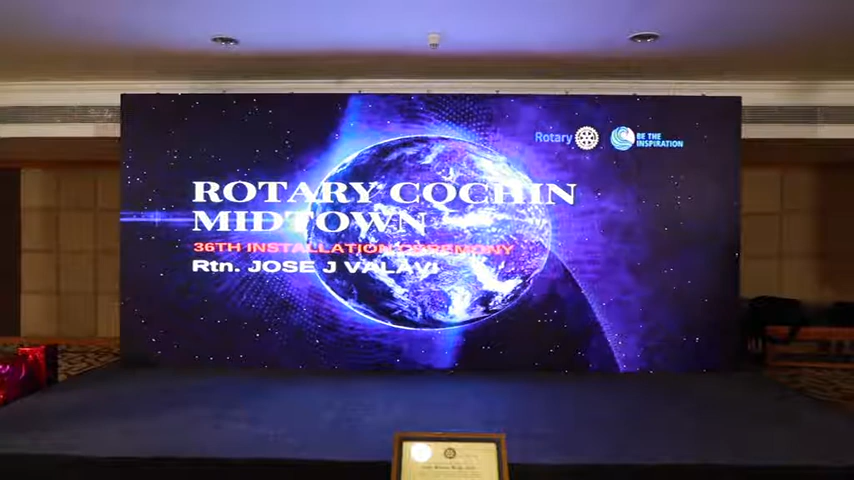 Rotary
BE THE
INSPIRATION
ROTARY COCHIN
MIDTOWN
36TH INSTALLATION CEREMONY
Rtn. JOSE J VALAVI